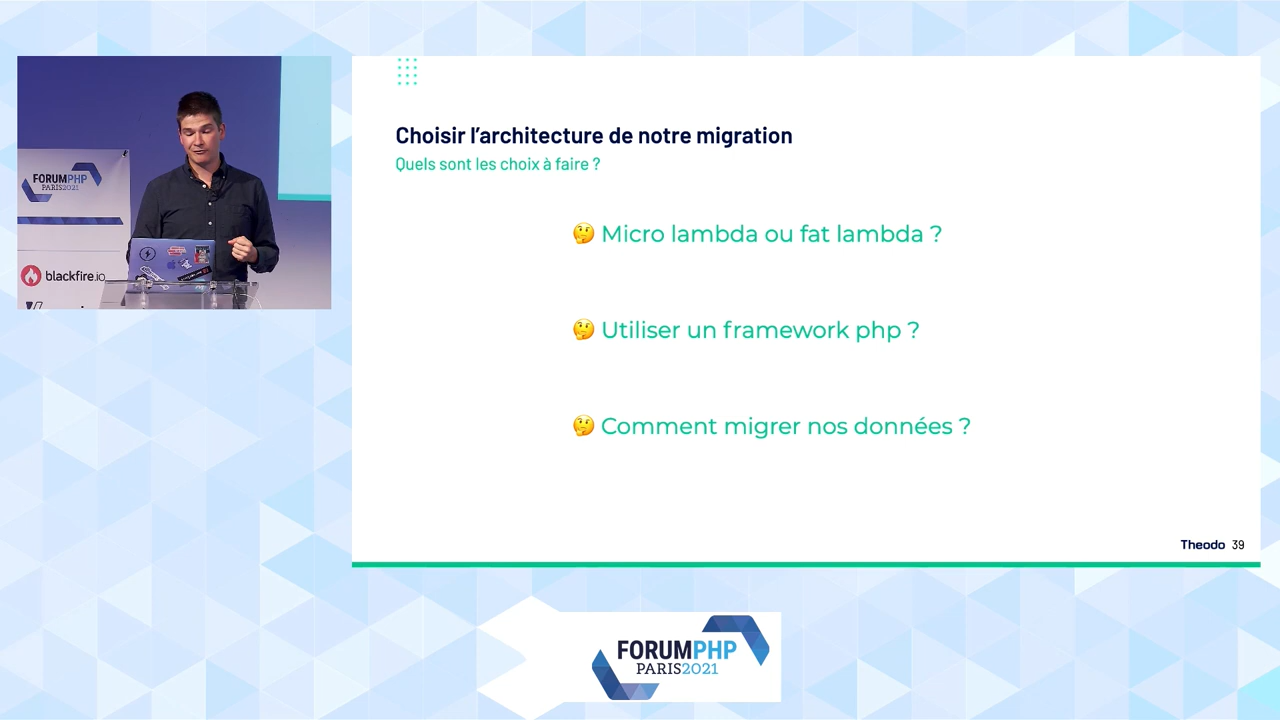 FORUMPHP
PARIS2021
blackfire.io
Choisir l'architecture de notre migration
Quels sont les choix à faire ?
🤔 Micro lambda ou fat lambda ?
🤔 Utiliser un framework php ?
🤔 Comment migrer nos données ?
Theodo 39
FORUMPHP
PARIS2021